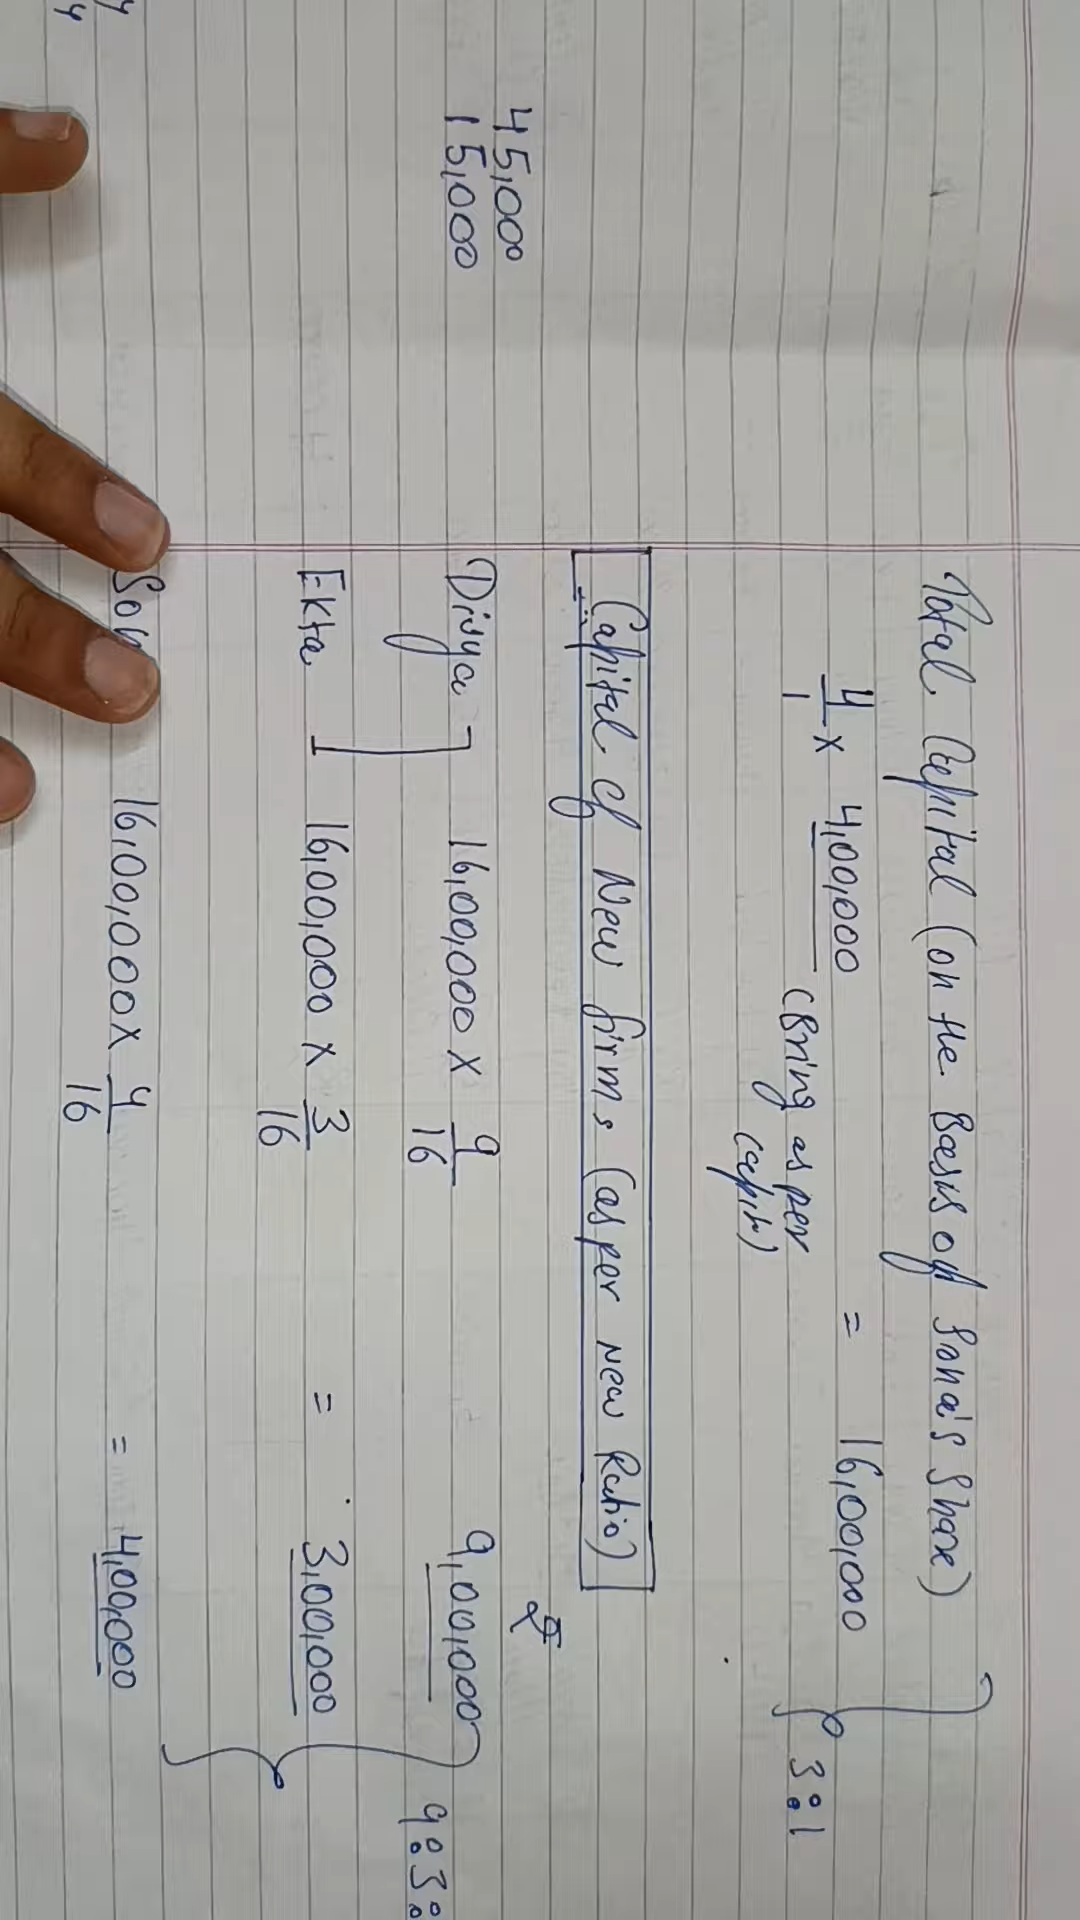 Total Capital (on the Basis of Sona's Share)
4/1 × 4,00,000 = 16,00,000
3:1
(Bring as per
45,000
15,000
Capital of New firms (as per new Ratio)
₹
Divya 16,00,000 × 9/16 9,00,000
9:3:
Ekta 16,00,000 × 3/16 = 3,00,000
16,00,000 × 4/16 = 4,00,000